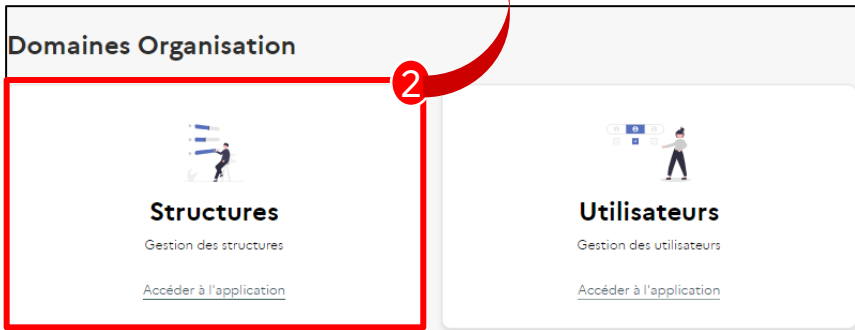 Domaines Organisation
2
Structures
Gestion des structures
Accéder à l'application
Utilisateurs
Gestion des utilisateurs
Accéder à l'application